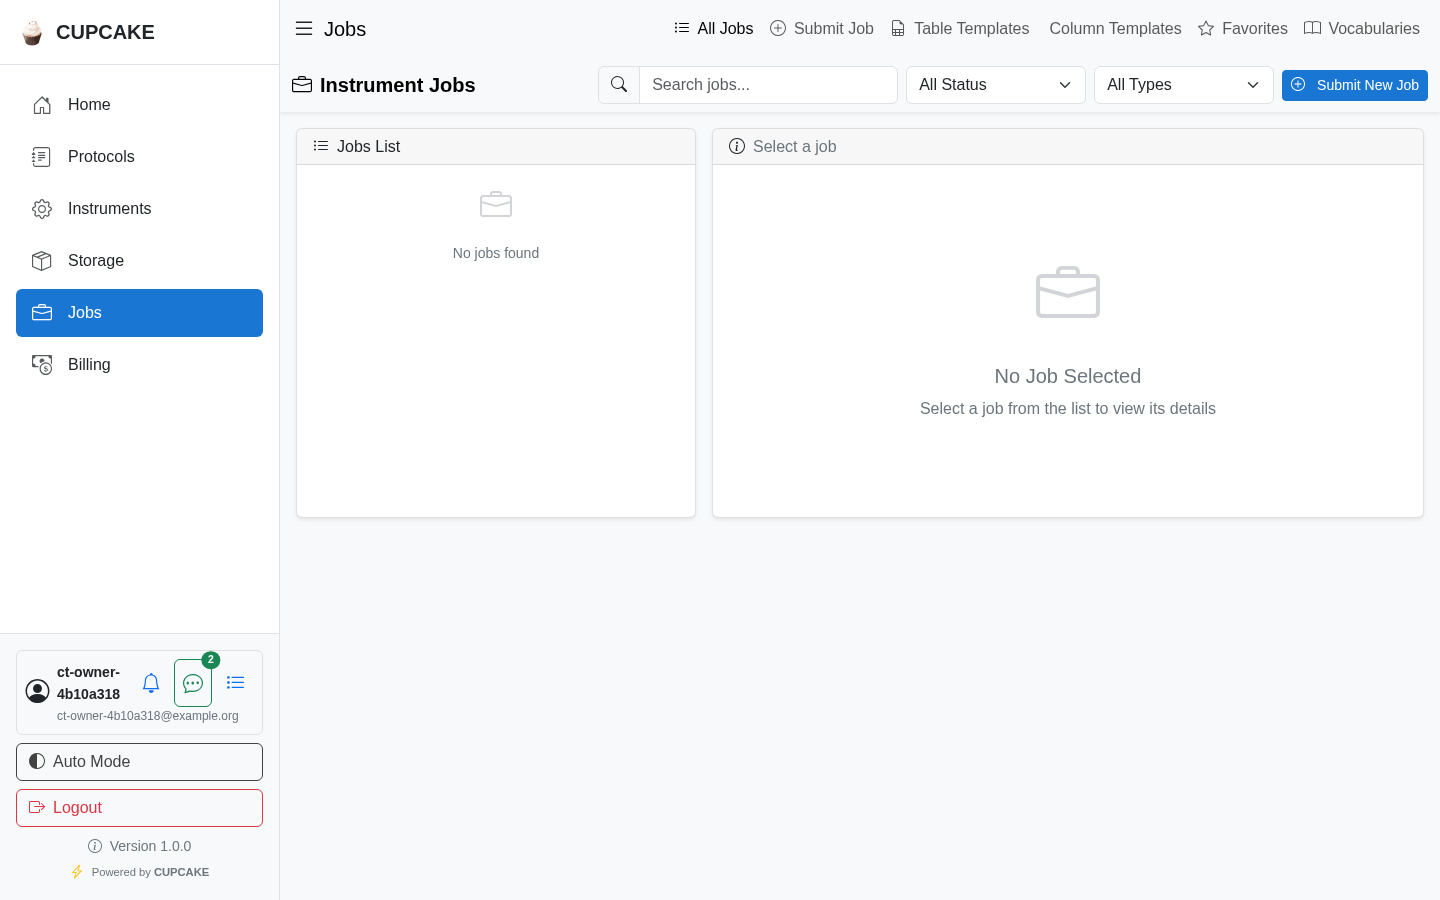 CUPCAKE
Home
Protocols
Instruments
Storage
Jobs
Billing
ct-owner-
4b10a318
2
ct-owner-4b10a318@example.org
Auto Mode
Logout
Version 1.0.0
Powered by CUPCAKE
Jobs
All Jobs
Submit Job
Table Templates
Column Templates
Favorites
Vocabularies
Instrument Jobs
Search jobs...
All Status
All Types
Submit New Job
Jobs List
No jobs found
Select a job
No Job Selected
Select a job from the list to view its details